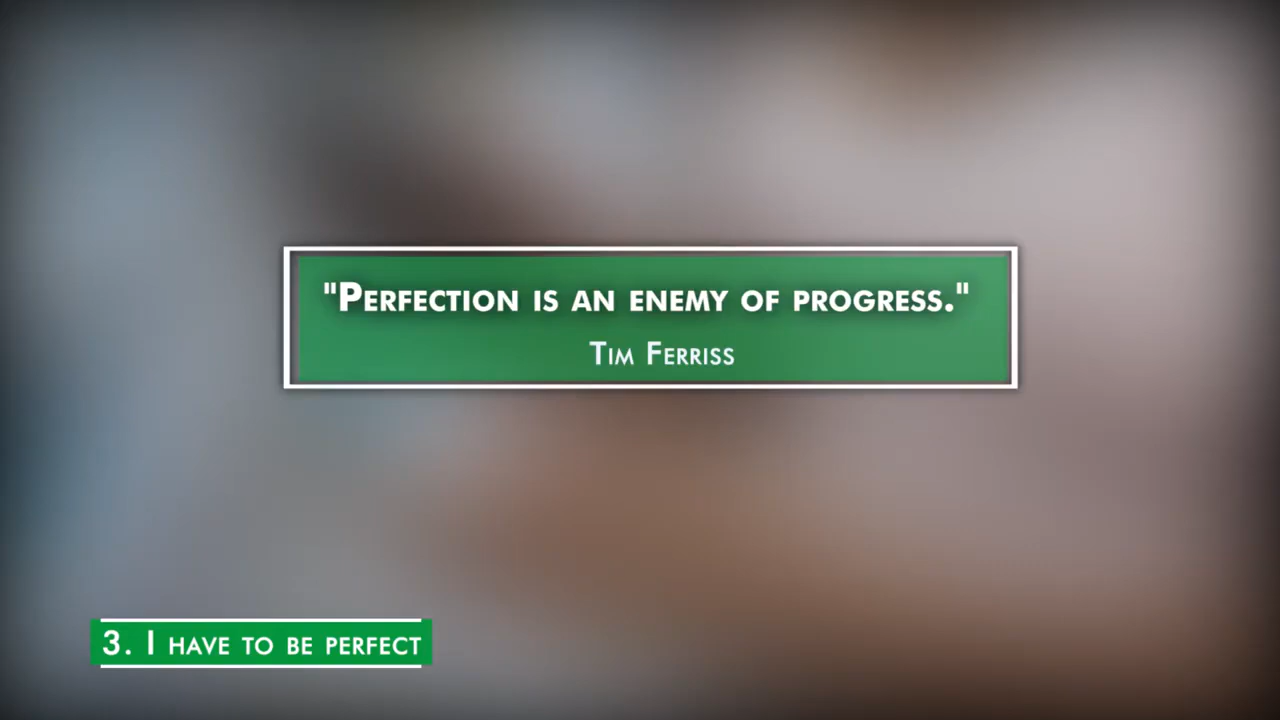 "Perfection is an enemy of progress."
Tim Ferriss
3. I have to be perfect